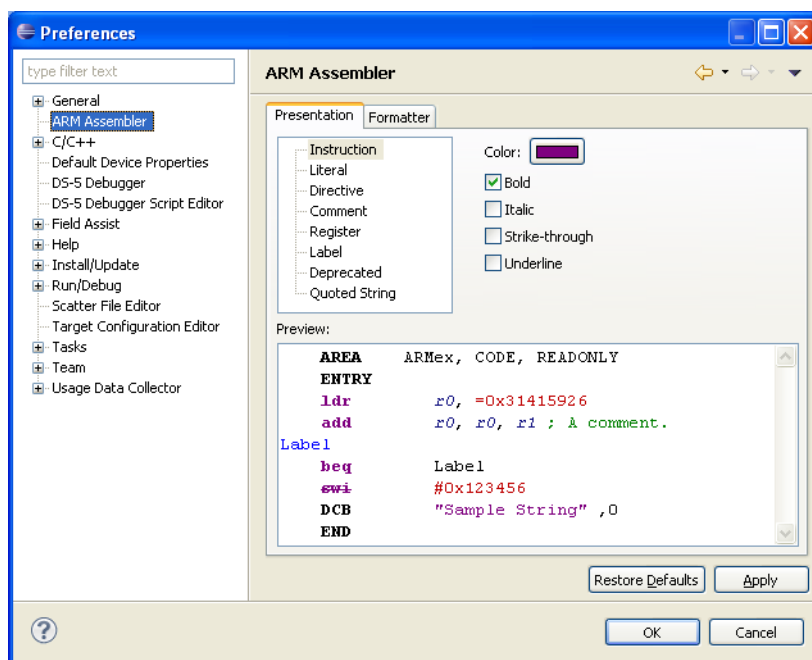 Preferences
type filter text
General
ARM Assembler
C/C++
Default Device Properties
DS-5 Debugger
DS-5 Debugger Script Editor
Field Assist
Help
Install/Update
Run/Debug
Scatter File Editor
Target Configuration Editor
Tasks
Team
Usage Data Collector
ARM Assembler
Presentation Formatter
Instruction
Literal
Directive
Comment
Register
Label
Deprecated
Quoted String
Color:
Bold
Italic
Strike-through
Underline
Preview:
AREA ARMex, CODE, READONLY
ENTRY
ldr r0, =0x31415926
add r0, r0, r1 ; A comment.
Label
beq Label
swi #0x123456
DCB "Sample String" ,0
END
Restore Defaults Apply
? OK Cancel